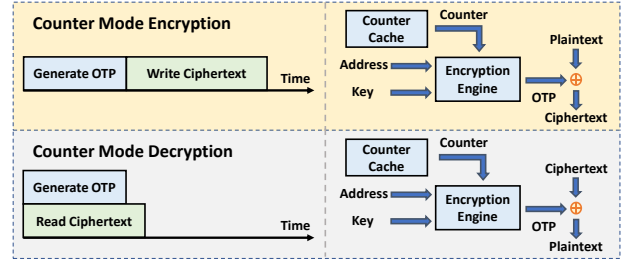 Counter Mode Encryption
Generate OTP
Write Ciphertext
Time
Counter
Cache
Counter
Address
Key
Encryption
Engine
OTP
Plaintext
Ciphertext
Counter Mode Decryption
Generate OTP
Read Ciphertext
Time
Counter
Cache
Counter
Address
Key
Encryption
Engine
OTP
Ciphertext
Plaintext